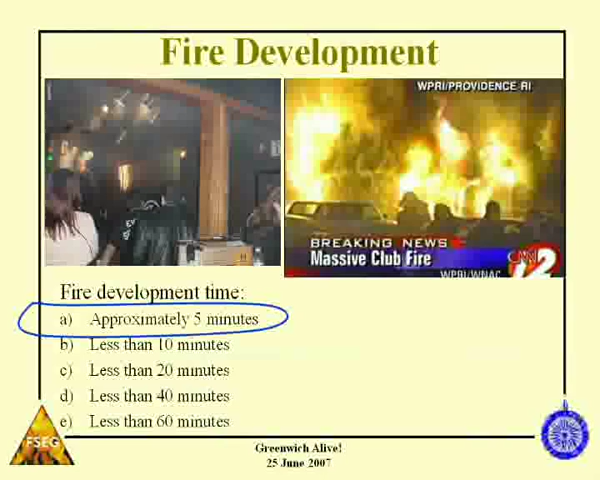 Fire Development
WPRI/PROVIDENCE RI
BREAKING NEWS
Massive Club Fire
CNN
12
WPRI/WNAC
Fire development time:
a) Approximately 5 minutes
b) Less than 10 minutes
c) Less than 20 minutes
d) Less than 40 minutes
e) Less than 60 minutes
FSEG
Greenwich Alive!
25 June 2007